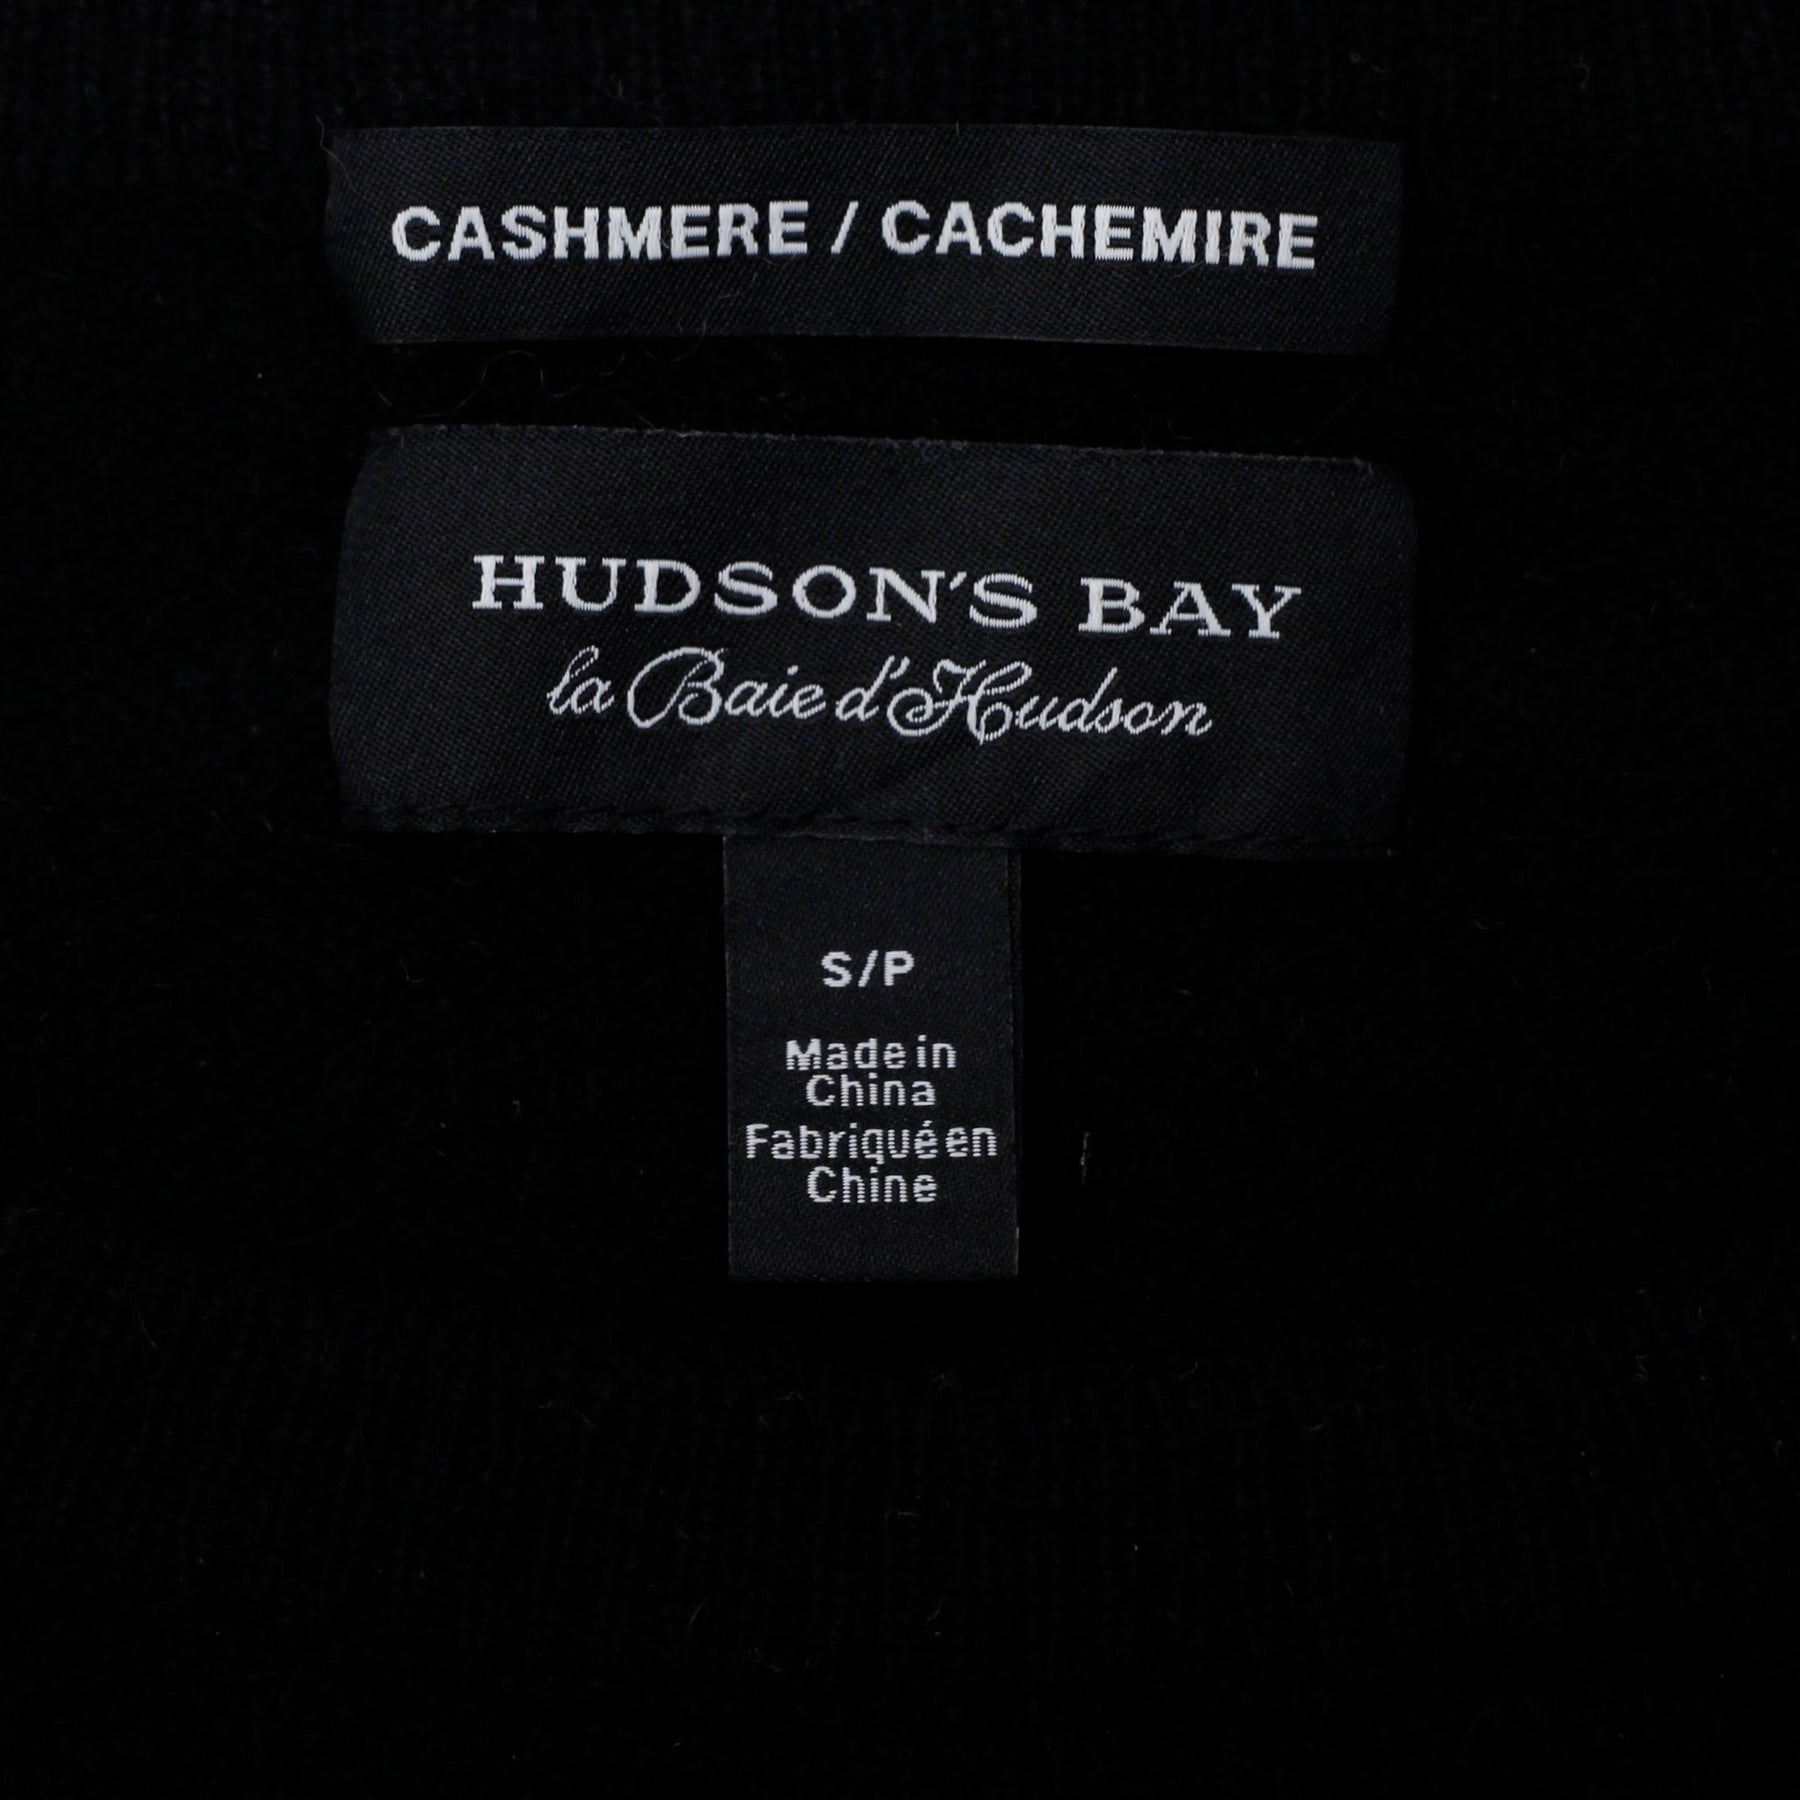 CASHMERE / CACHEMIRE
HUDSON'S BAY
la Baie d'Hudson
S/P
Made in
China
Fabriqué en
Chine